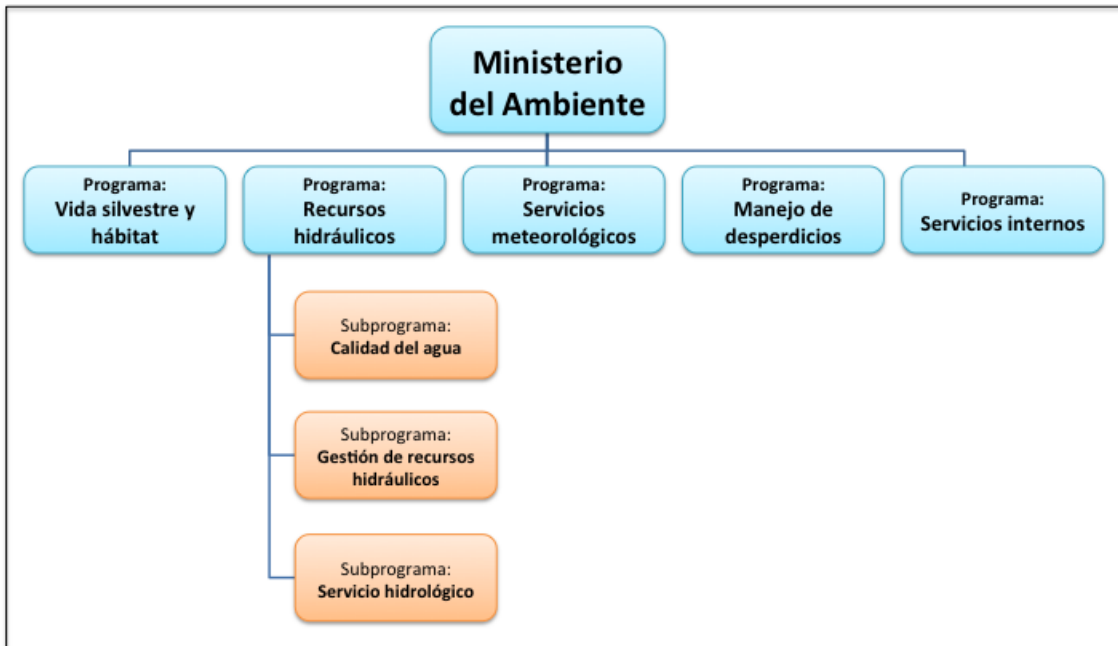 Ministerio
del Ambiente
Programa:
Vida silvestre y
hábitat
Programa:
Recursos
hidráulicos
Programa:
Servicios
meteorológicos
Programa:
Manejo de
desperdicios
Programa:
Servicios internos
Subprograma:
Calidad del agua
Subprograma:
Gestión de recursos
hidráulicos
Subprograma:
Servicio hidrológico